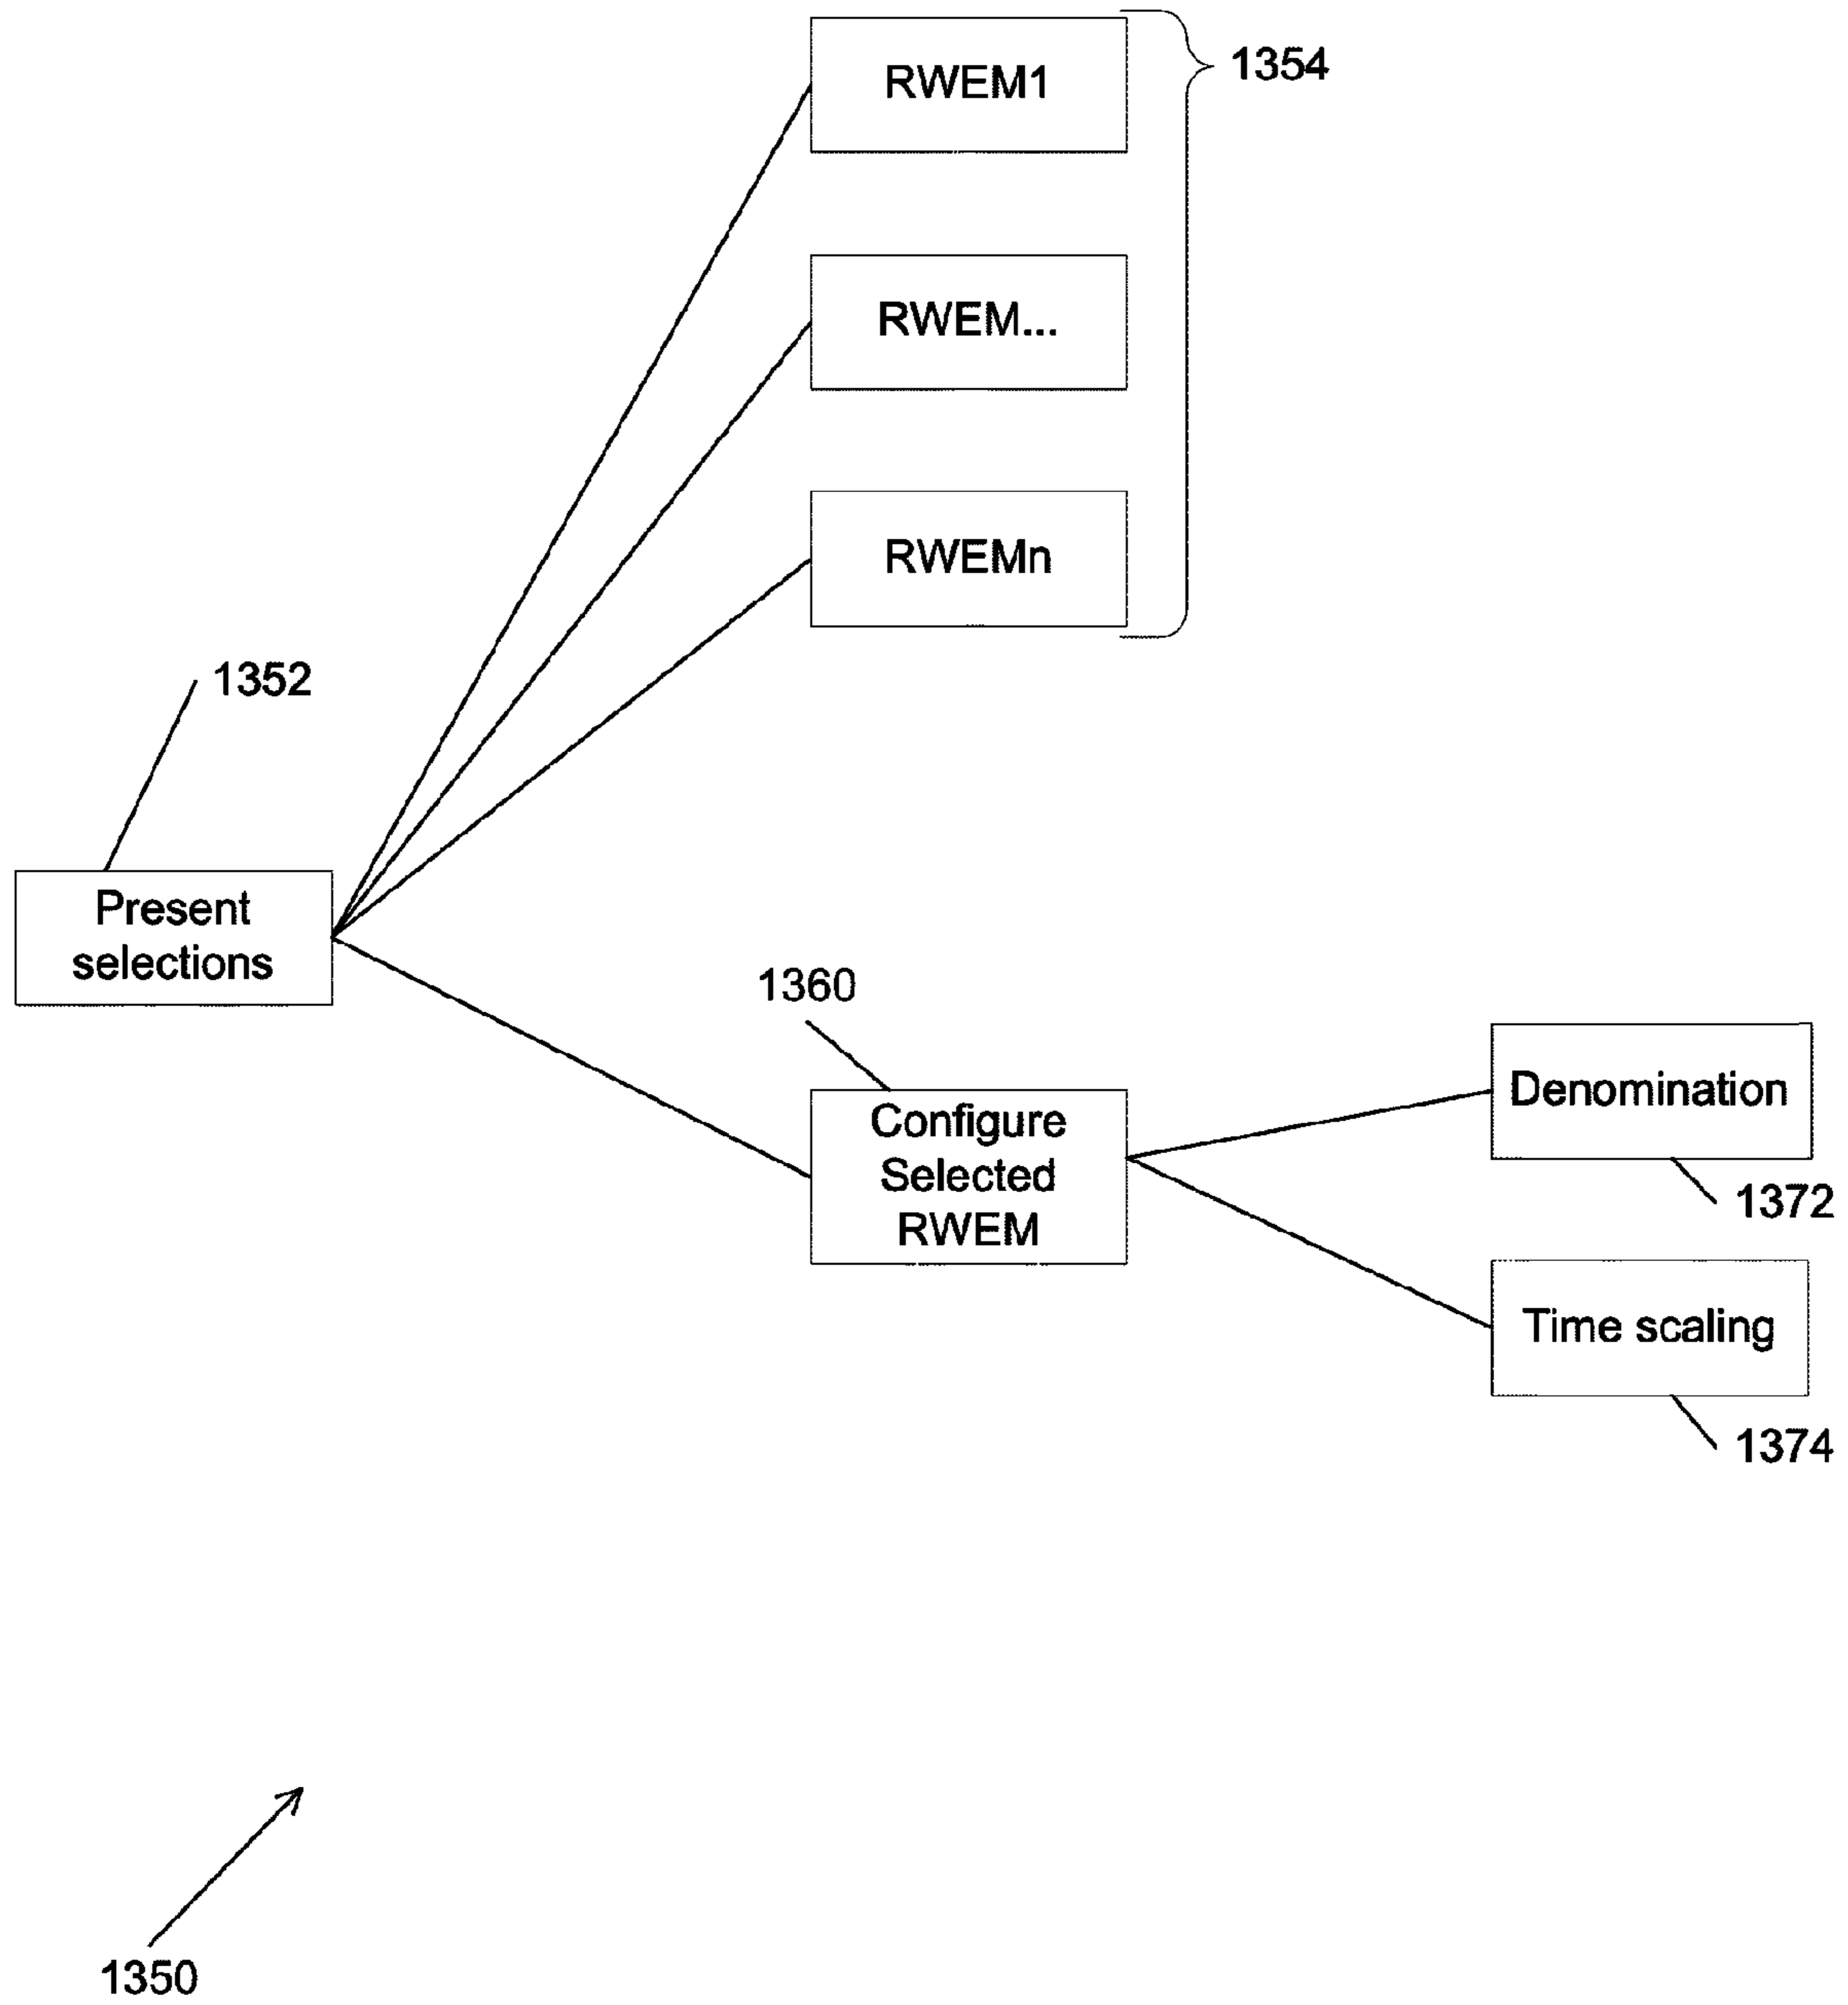 RWEM1
1354
RWEM...
RWEMn
1352
Present
selections
1360
Configure
Selected
RWEM
Denomination
1372
Time scaling
1374
1350